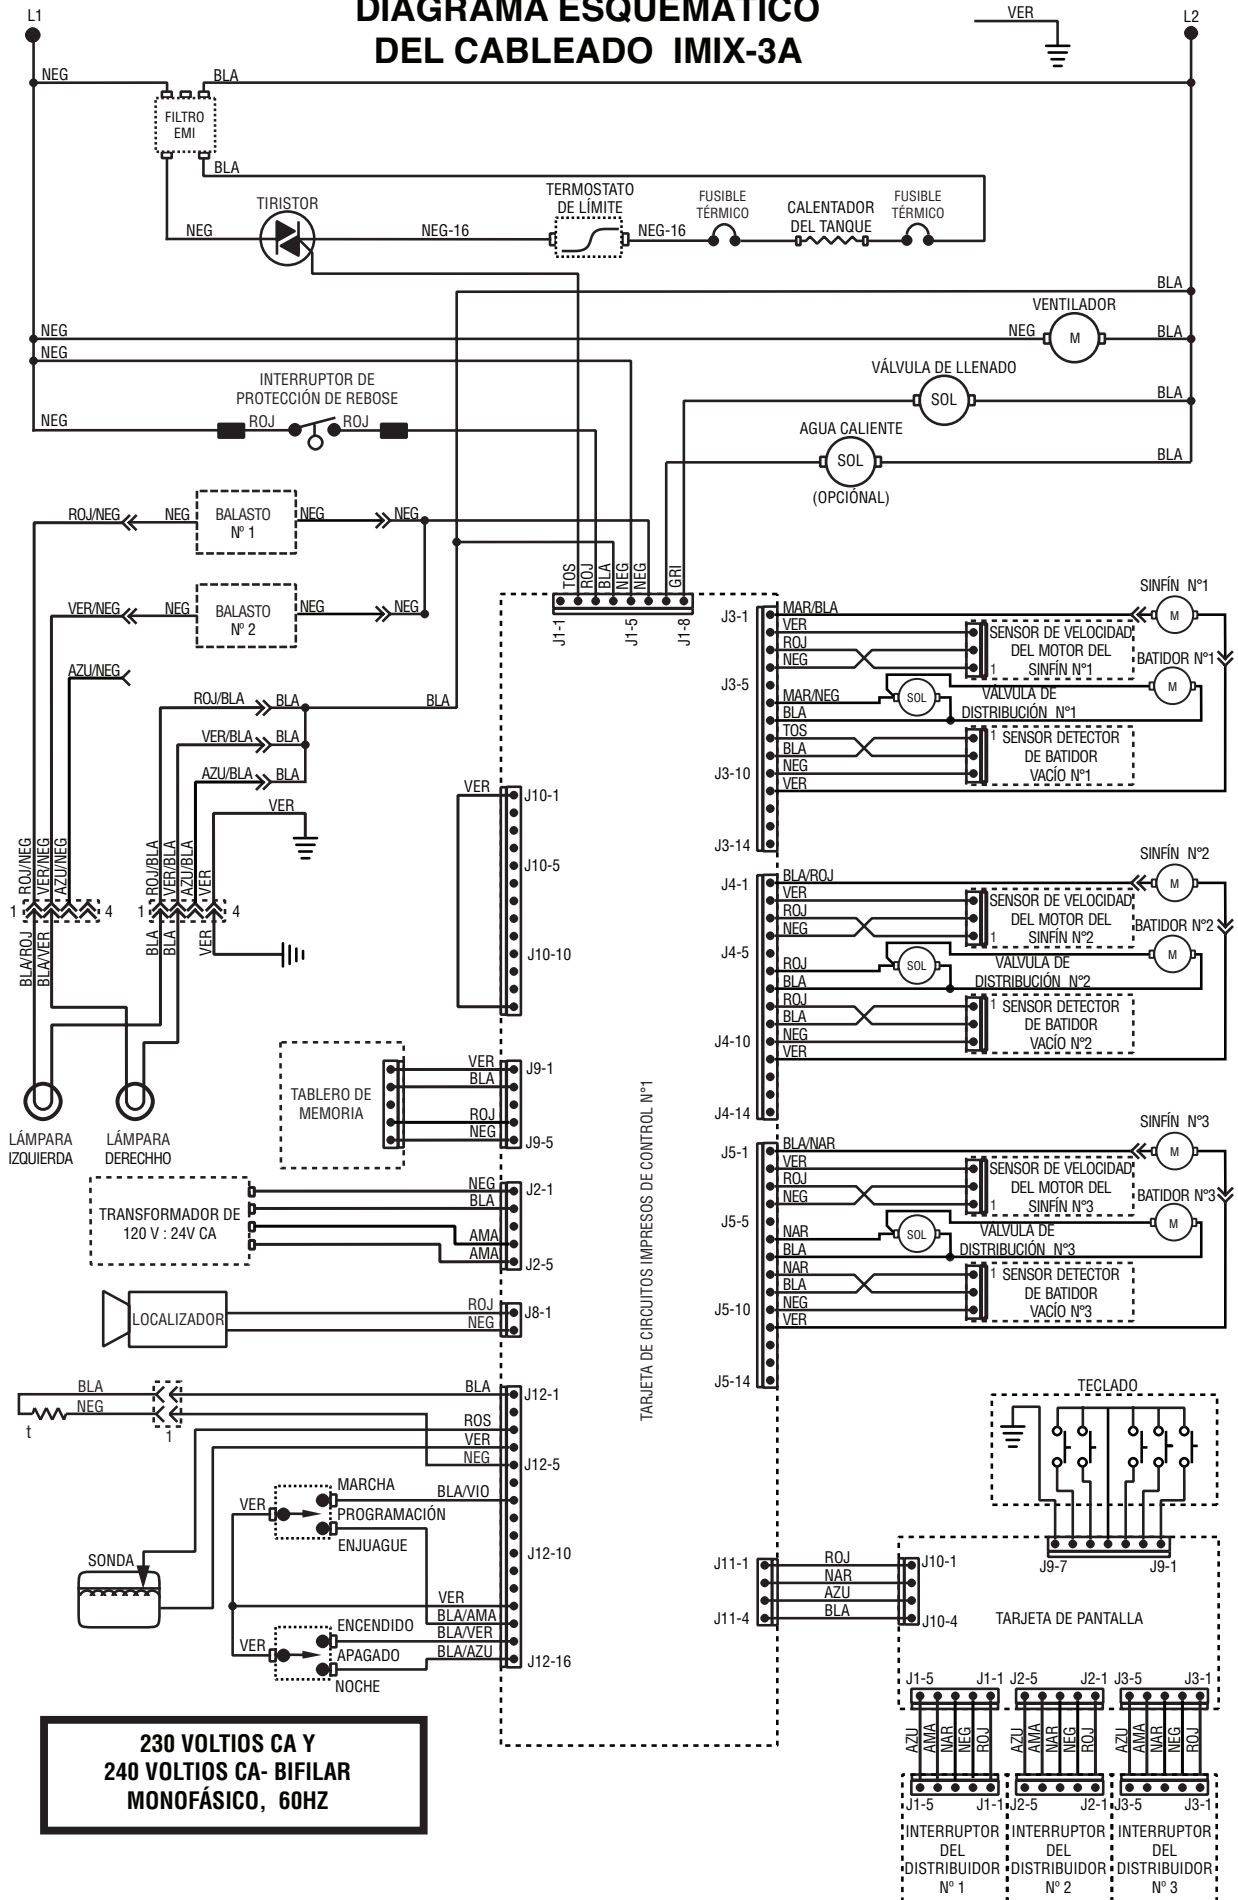 DIAGRAMA ESQUEMATICO
DEL CABLEADO IMIX-3A
L1
VER
L2
NEG
BLA
FILTRO
EMI
BLA
TIRISTOR
TERMOSTATO
DE LÍMITE
FUSIBLE
TÉRMICO
CALENTADOR
DEL TANQUE
FUSIBLE
TÉRMICO
NEG
NEG-16
NEG-16
BLA
VENTILADOR
NEG
NEG
M
BLA
NEG
VÁLVULA DE LLENADO
INTERRUPTOR DE
PROTECCIÓN DE REBOSE
SOL
BLA
NEG
ROJ
ROJ
AGUA CALIENTE
SOL
BLA
(OPCIÓNAL)
ROJ/NEG
NEG
BALASTO
Nº 1
NEG
NEG
VER/NEG
NEG
BALASTO
Nº 2
NEG
NEG
TOS
ROJ
BLA
NEG
NEG
GRI
J1-1
J1-5
J1-8
AZU/NEG
ROJ/BLA
BLA
BLA
VER/BLA
BLA
AZU/BLA
BLA
VER
ROJ/NEG
VER/NEG
AZU/NEG
ROJ/BLA
VER/BLA
AZU/BLA
VER
1
4
1
4
BLA/ROJ
BLA/VER
BLA
BLA
VER
LÁMPARA
IZQUIERDA
LÁMPARA
DERECHHO
VER
J10-1
J10-5
J10-10
TABLERO DE
MEMORIA
VER
J9-1
BLA
ROJ
NEG
J9-5
TRANSFORMADOR DE
120 V : 24V CA
NEG
J2-1
BLA
AMA
AMA
J2-5
LOCALIZADOR
ROJ
J8-1
NEG
BLA
NEG
t
1
BLA
J12-1
ROS
VER
NEG
J12-5
MARCHA
BLA/VIO
VER
PROGRAMACIÓN
ENJUAGUE
J12-10
SONDA
VER
BLA/AMA
ENCENDIDO
BLA/VER
VER
APAGADO
BLA/AZU
J12-16
NOCHE
TARJETA DE CIRCUITOS IMPRESOS DE CONTROL N°1
J3-1
MAR/BLA
VER
ROJ
NEG
J3-5
MAR/NEG
BLA
TOS
BLA
J3-10
NEG
VER
J3-14
SINFÍN N°1
M
SENSOR DE VELOCIDAD
DEL MOTOR DEL
SINFÍN N°1
1
BATIDOR N°1
M
SOL
VÁLVULA DE
DISTRIBUCIÓN N°1
1
SENSOR DETECTOR
DE BATIDOR
VACÍO N°1
J4-1
BLA/ROJ
VER
ROJ
NEG
J4-5
ROJ
BLA
ROJ
BLA
J4-10
NEG
VER
J4-14
SINFÍN N°2
M
SENSOR DE VELOCIDAD
DEL MOTOR DEL
SINFÍN N°2
1
BATIDOR N°2
M
SOL
VÁLVULA DE
DISTRIBUCIÓN N°2
1
SENSOR DETECTOR
DE BATIDOR
VACÍO N°2
J5-1
BLA/NAR
VER
ROJ
NEG
J5-5
NAR
BLA
NAR
BLA
J5-10
NEG
VER
J5-14
SINFÍN N°3
M
SENSOR DE VELOCIDAD
DEL MOTOR DEL
SINFÍN N°3
1
BATIDOR N°3
M
SOL
VÁLVULA DE
DISTRIBUCIÓN N°3
1
SENSOR DETECTOR
DE BATIDOR
VACÍO N°3
TECLADO
J9-7
J9-1
J11-1
ROJ
J10-1
NAR
AZU
J11-4
BLA
J10-4
TARJETA DE PANTALLA
J1-5
J1-1
J2-5
J2-1
J3-5
J3-1
AZU
AMA
NAR
NEG
ROJ
AZU
AMA
NAR
NEG
ROJ
AZU
AMA
NAR
NEG
ROJ
J1-5
J1-1
J2-5
J2-1
J3-5
J3-1
INTERRUPTOR
DEL
DISTRIBUIDOR
Nº 1
INTERRUPTOR
DEL
DISTRIBUIDOR
Nº 2
INTERRUPTOR
DEL
DISTRIBUIDOR
Nº 3
230 VOLTIOS CA Y
240 VOLTIOS CA- BIFILAR
MONOFÁSICO, 60HZ